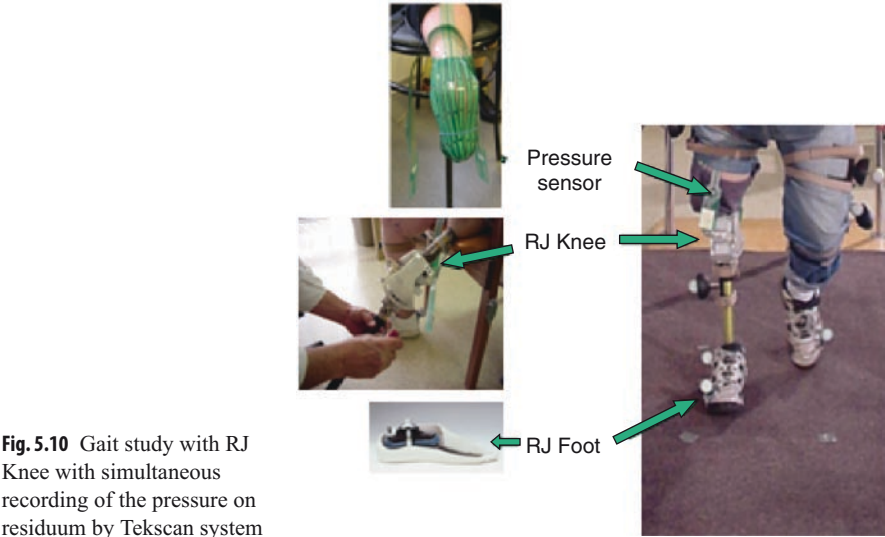 Pressure
sensor
RJ Knee
RJ Foot
Fig. 5.10 Gait study with RJ
Knee with simultaneous
recording of the pressure on
residuum by Tekscan system